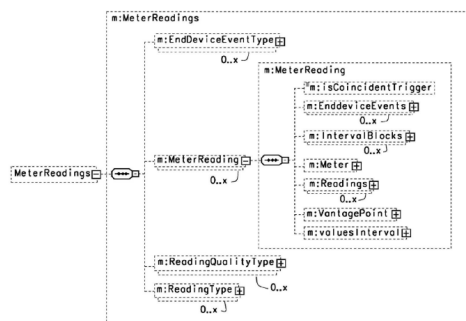 m:MeterReadings
m:EndDeviceEventType
0..x
m:MeterReading
m:isCoincidentTrigger
m:EnddeviceEvents
0..x
m:IntervalBlocks
0..x
MeterReadings
m:MeterReading
0..x
m:Meter
m:Readings
0..x
m:VantagePoint
m:valuesInterval
m:ReadingQualityType
0..x
m:ReadingType
0..x